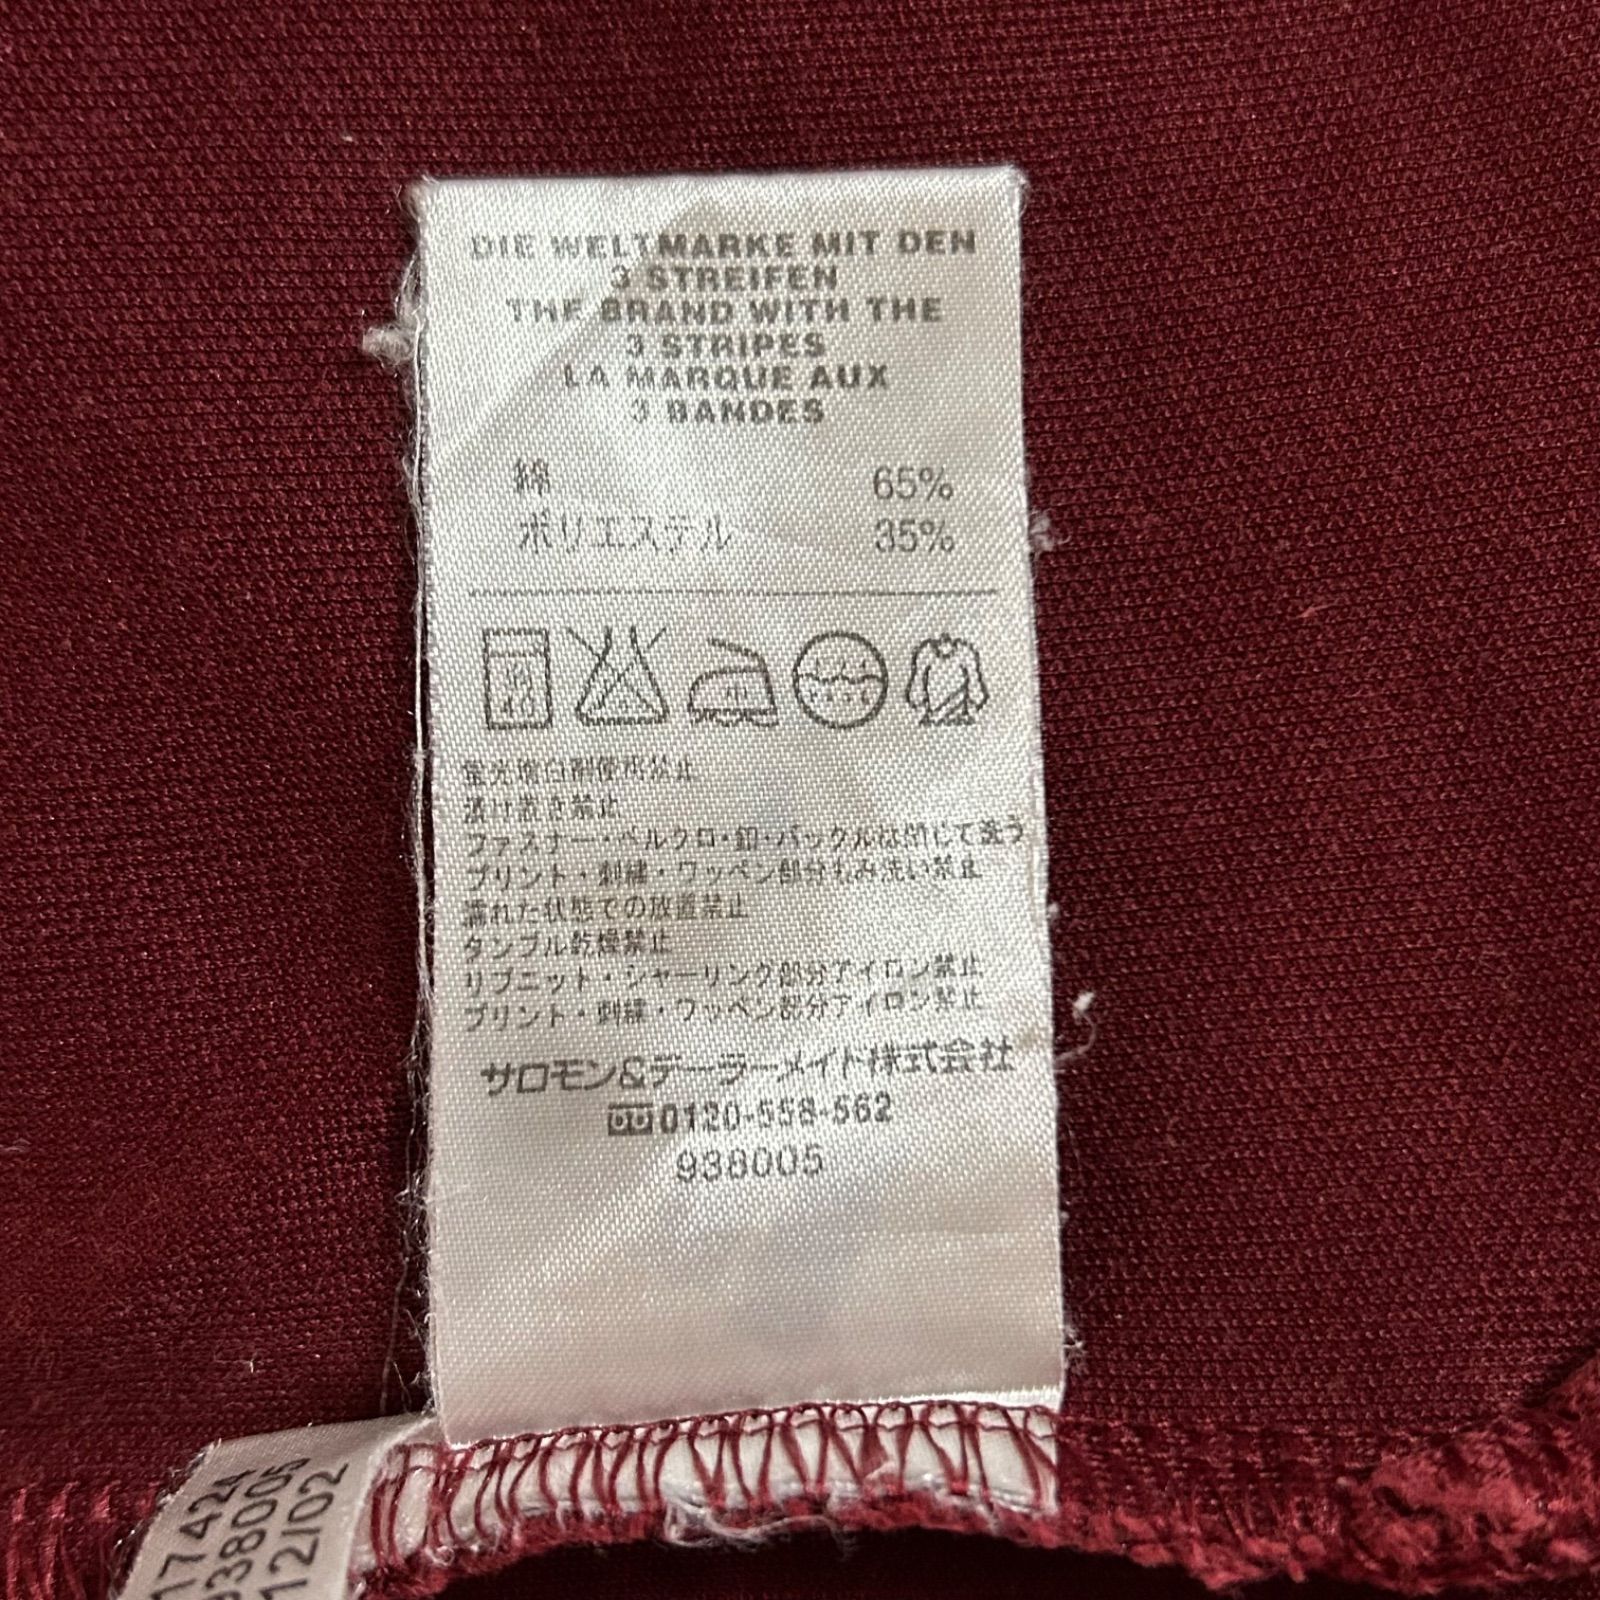 DIE WELTMARKE MIT DEN
3 STREIFEN
THE BRAND WITH THE
3 STRIPES
LA MARQUE AUX
3 BANDES
綿 65%
ポリエステル 35%
弱
40
中
蛍光増白剤使用禁止
漬け置き禁止
ファスナー・ベルクロ・釦・バックルは閉じて洗う
プリント・刺繍・ワッペン部分もみ洗い禁止
濡れた状態での放置禁止
タンブル乾燥禁止
リブニット・シャーリング部分アイロン禁止
プリント・刺繍・ワッペン部分アイロン禁止
サロモン&テーラーメイド株式会社
0120-558-562
938005
17424
938005
12/02